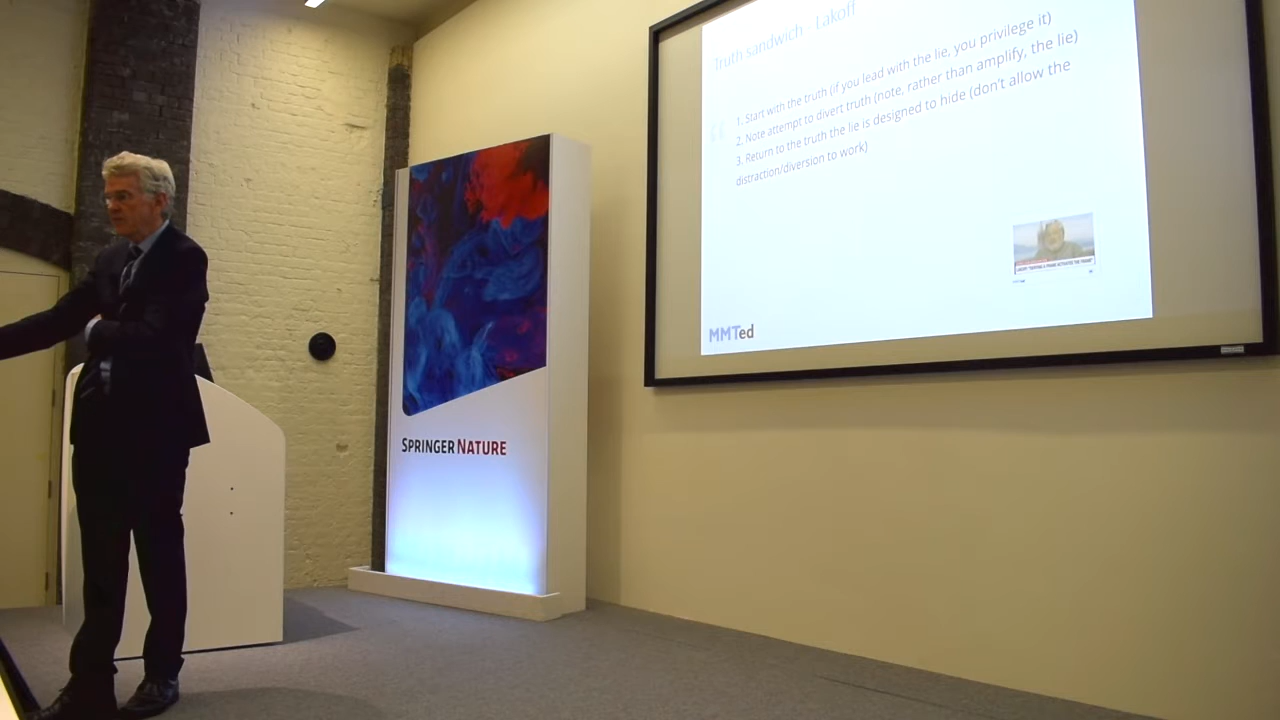 Truth sandwich - Lakoff
1. Start with the truth (if you lead with the lie, you privilege it)
2. Note attempt to divert truth (note, rather than amplify, the lie)
3. Return to the truth the lie is designed to hide (don't allow the
distraction/diversion to work)
MMTed
SPRINGER NATURE